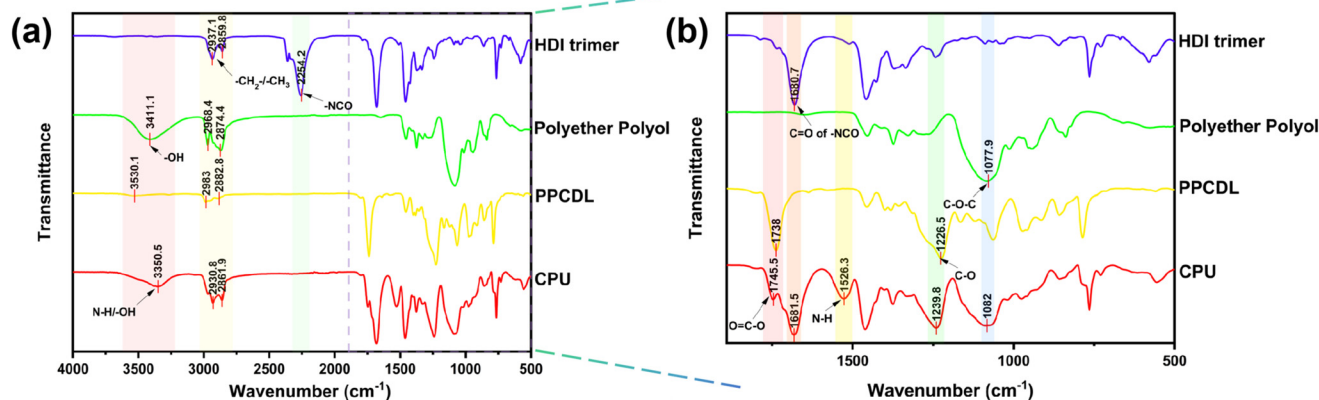 (a)
Transmittance
2937.1
2859.8
HDI trimer
-CH₂-/-CH₃
2254.2
-NCO
3411.1
-OH
2968.4
2874.4
Polyether Polyol
3530.1
2983
2882.8
PPCDL
3350.5
N-H/-OH
2930.8
2861.9
CPU
4000 3500 3000 2500 2000 1500 1000 500
Wavenumber (cm⁻¹)
(b)
Transmittance
HDI trimer
1680.7
C=O of -NCO
Polyether Polyol
1077.9
C-O-C
PPCDL
1738
1226.5
C-O
CPU
1745.5
O=C-O
1681.5
1526.3
N-H
1239.8
1082
1500 1000 500
Wavenumber (cm⁻¹)